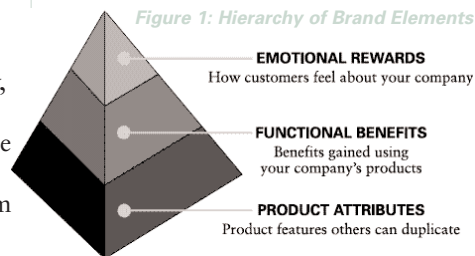 Figure 1: Hierarchy of Brand Elements
EMOTIONAL REWARDS
How customers feel about your company
FUNCTIONAL BENEFITS
Benefits gained using
your company's products
PRODUCT ATTRIBUTES
Product features others can duplicate